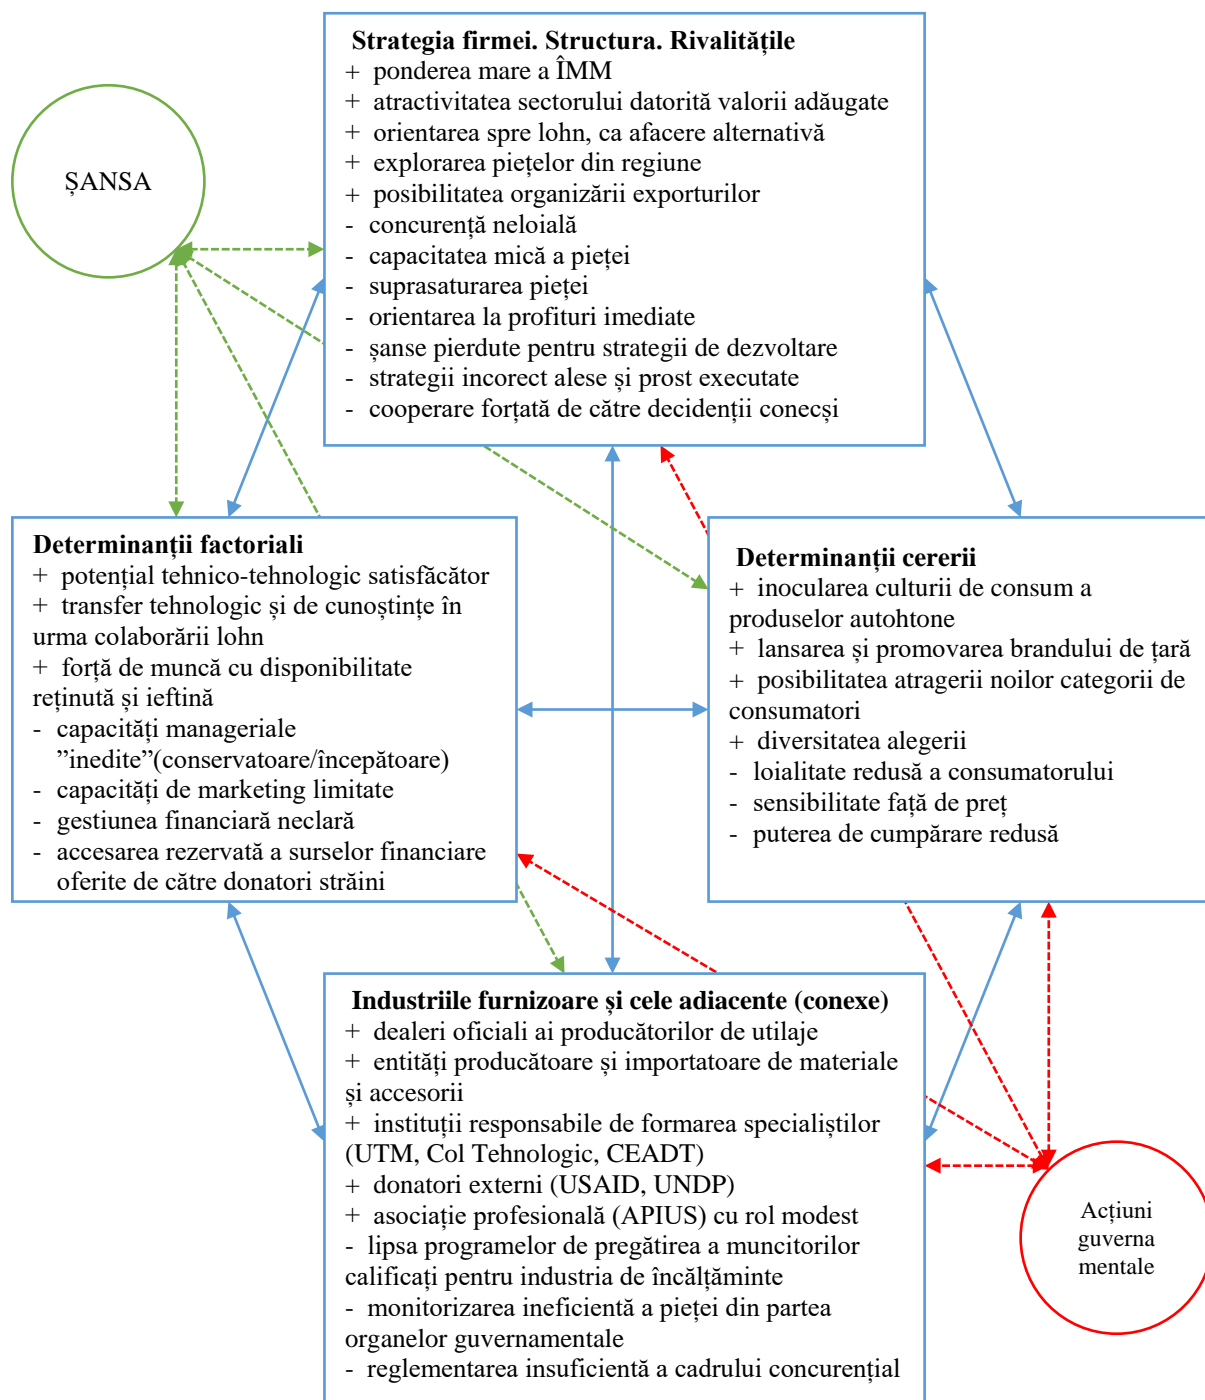 Strategia firmei. Structura. Rivalitățile
+ ponderea mare a ÎMM
+ atractivitatea sectorului datorită valorii adăugate
+ orientarea spre lohn, ca afacere alternativă
+ explorarea piețelor din regiune
+ posibilitatea organizării exporturilor
- concurență neloială
- capacitatea mică a pieței
- suprasaturarea pieței
- orientarea la profituri imediate
- șanse pierdute pentru strategii de dezvoltare
- strategii incorect alese și prost executate
- cooperare forțată de către decidenții conecși
ȘANSA
Determinanții factoriali
+ potențial tehnico-tehnologic satisfăcător
+ transfer tehnologic și de cunoștințe în
urma colaborării lohn
+ forță de muncă cu disponibilitate
reținută și ieftină
- capacități manageriale
”inedite”(conservatoare/începătoare)
- capacități de marketing limitate
- gestiunea financiară neclară
- accesarea rezervată a surselor financiare
oferite de către donatori străini
Determinanții cererii
+ inocularea culturii de consum a
produselor autohtone
+ lansarea și promovarea brandului de țară
+ posibilitatea atragerii noilor categorii de
consumatori
+ diversitatea alegerii
- loialitate redusă a consumatorului
- sensibilitate față de preț
- puterea de cumpărare redusă
Industriile furnizoare și cele adiacente (conexe)
+ dealeri oficiali ai producătorilor de utilaje
+ entități producătoare și importatoare de materiale
și accesorii
+ instituții responsabile de formarea specialiștilor
(UTM, Col Tehnologic, CEADT)
+ donatori externi (USAID, UNDP)
+ asociație profesională (APIUS) cu rol modest
- lipsa programelor de pregătirea a muncitorilor
calificați pentru industria de încălțăminte
- monitorizarea ineficientă a pieței din partea
organelor guvernamentale
- reglementarea insuficientă a cadrului concurențial
Acțiuni
guverna
mentale